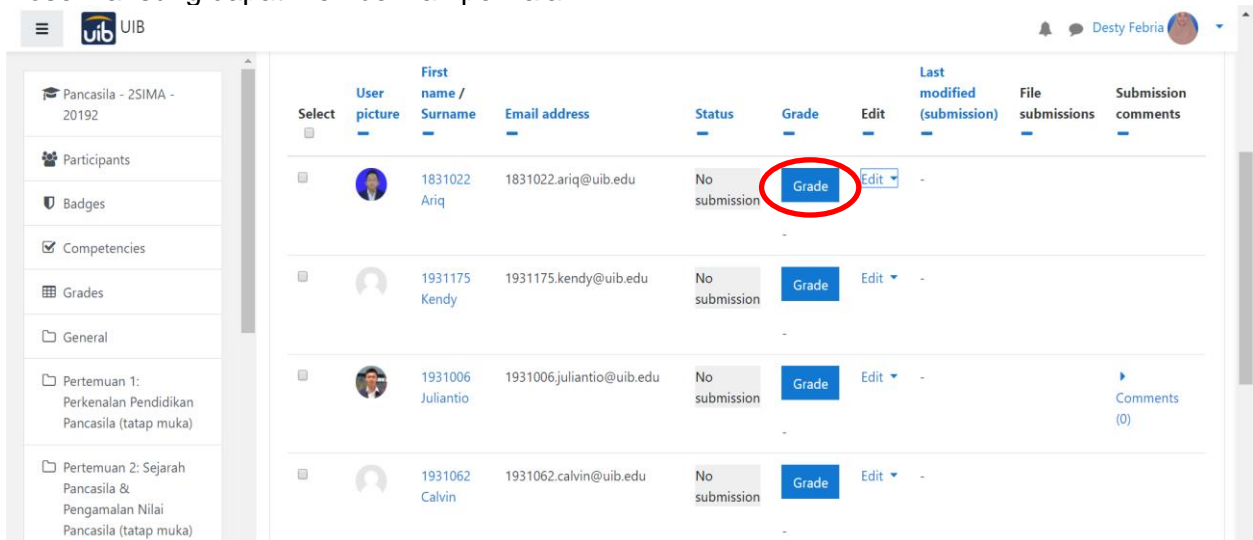 uib UIB
Desty Febria
Pancasila - 2SIMA -
20192
Participants
Badges
Competencies
Grades
General
Pertemuan 1:
Perkenalan Pendidikan
Pancasila (tatap muka)
Pertemuan 2: Sejarah
Pancasila &
Pengamalan Nilai
Pancasila (tatap muka)
Select
User
picture
First
name /
Surname
Email address
Status
Grade
Edit
Last
modified
(submission)
File
submissions
Submission
comments
1831022
Ariq
1831022.ariq@uib.edu
No
submission
Grade
-
Edit
-
1931175
Kendy
1931175.kendy@uib.edu
No
submission
Grade
-
Edit
-
1931006
Juliantio
1931006.juliantio@uib.edu
No
submission
Grade
-
Edit
-
Comments
(0)
1931062
Calvin
1931062.calvin@uib.edu
No
submission
Grade
-
Edit
-